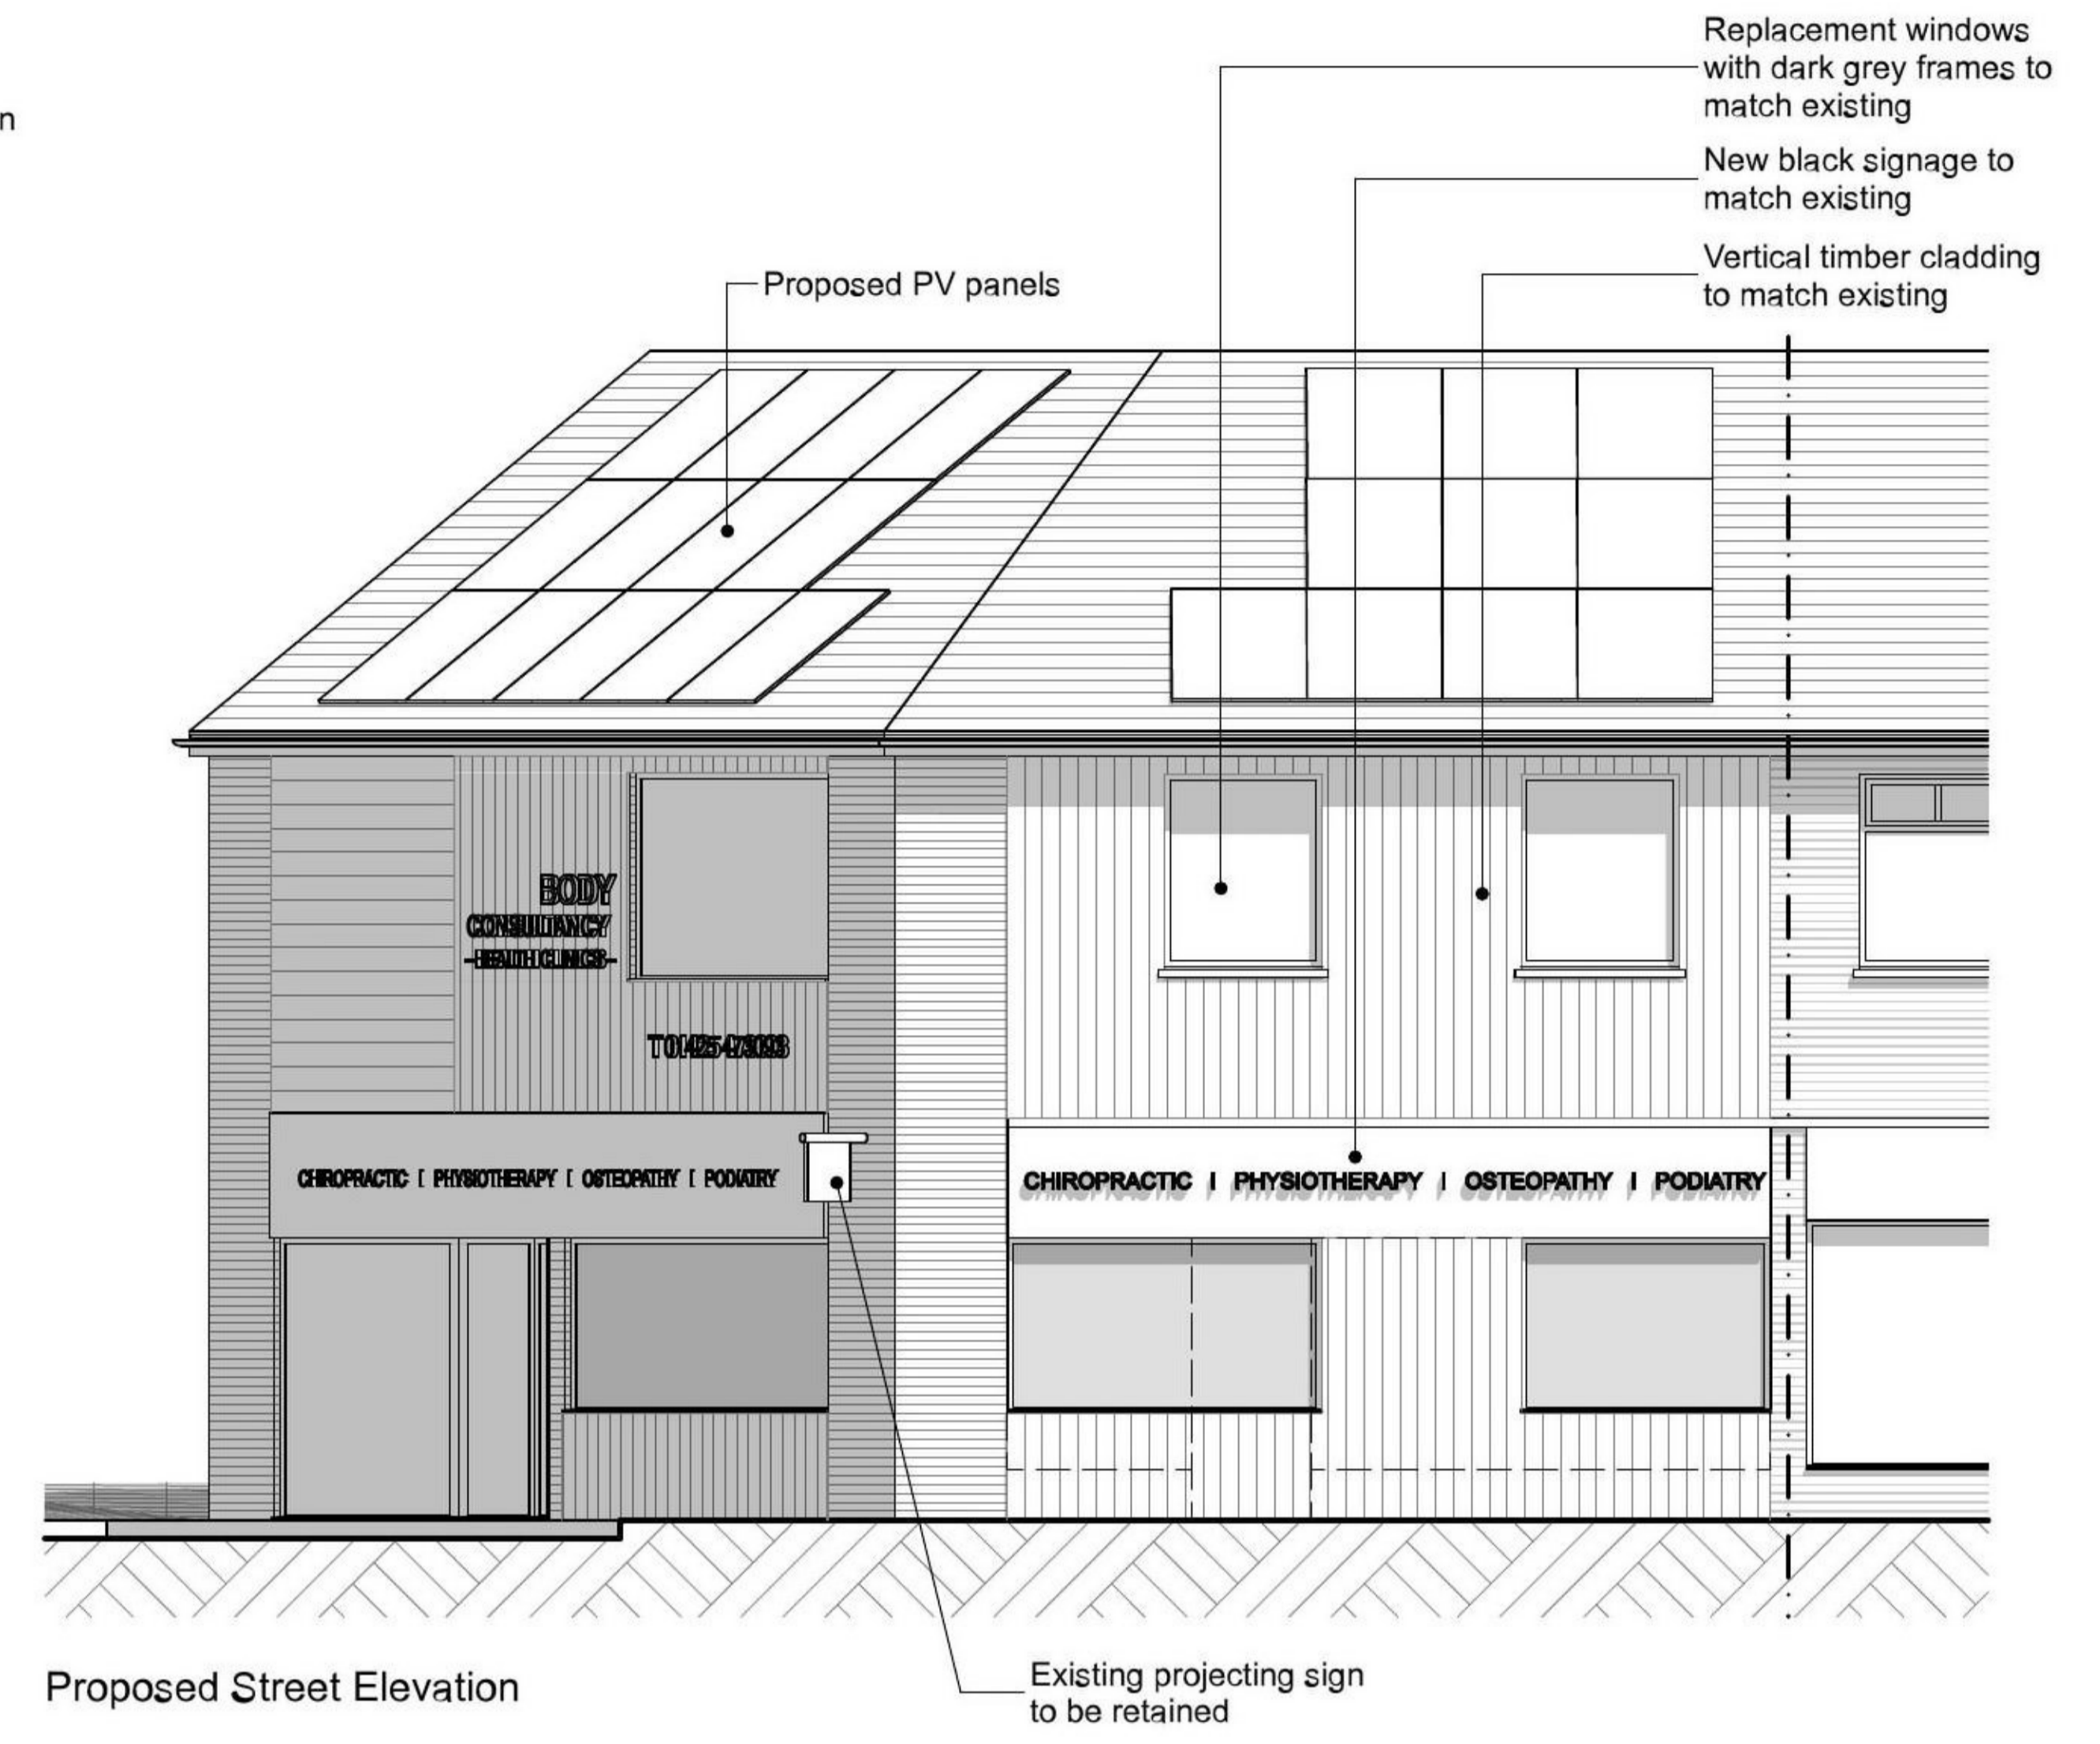 n
Replacement windows
with dark grey frames to
match existing
New black signage to
match existing
Vertical timber cladding
to match existing
Proposed PV panels
BODY
CONSULTANCY
HEALTH CLINICS
CHIROPRACTIC | PHYSIOTHERAPY | OSTEOPATHY | PODIATRY
CHIROPRACTIC | PHYSIOTHERAPY | OSTEOPATHY | PODIATRY
Existing projecting sign
to be retained
Proposed Street Elevation